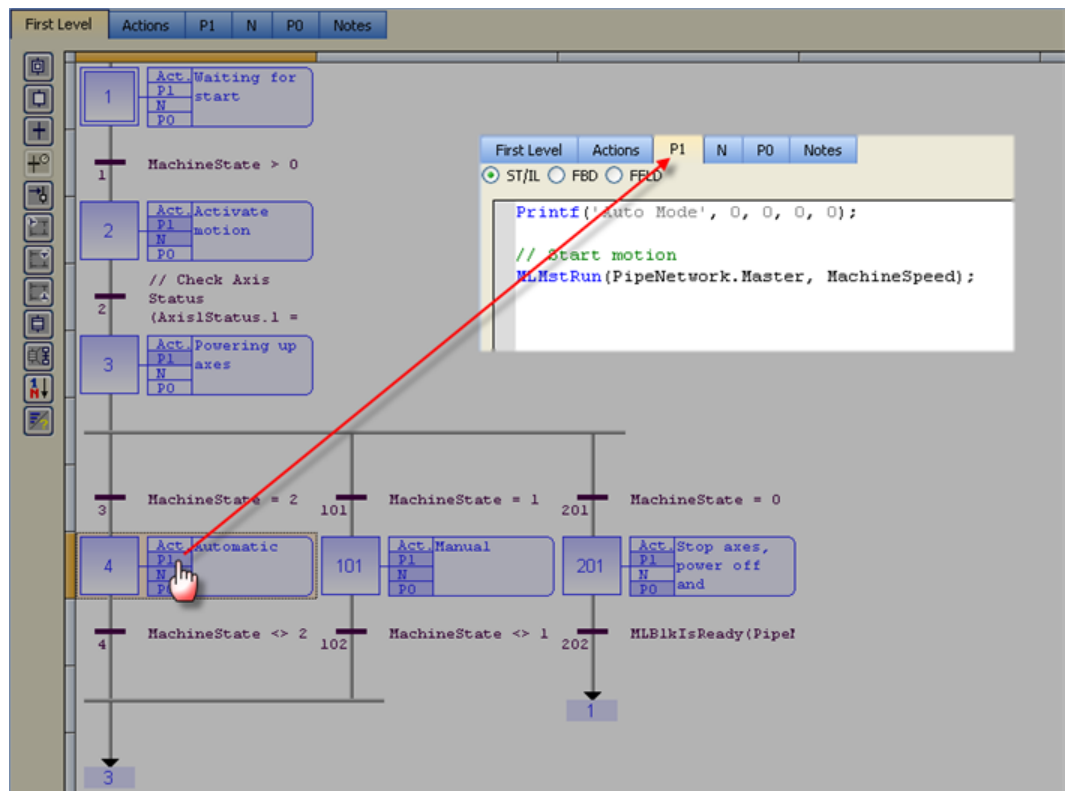 First Level Actions P1 N P0 Notes
1
Act. Waiting for
P1 start
N
P0
1 MachineState > 0
First Level Actions P1 N P0 Notes
ST/IL FBD FFLD
Printf('Auto Mode', 0, 0, 0, 0);
// Start motion
MLMstRun(PipeNetwork.Master, MachineSpeed);
2
Act. Activate
P1 motion
N
P0
// Check Axis
2 Status
(Axis1Status.1 =
3
Act. Powering up
P1 axes
N
P0
3 MachineState = 2 101 MachineState = 1 201 MachineState = 0
4
Act. Automatic
P1
N
P0
101
Act. Manual
P1
N
P0
201
Act. Stop axes,
P1 power off
N and
P0
4 MachineState <> 2 102 MachineState <> 1 202 MLBlkIsReady(Pipe
1
3